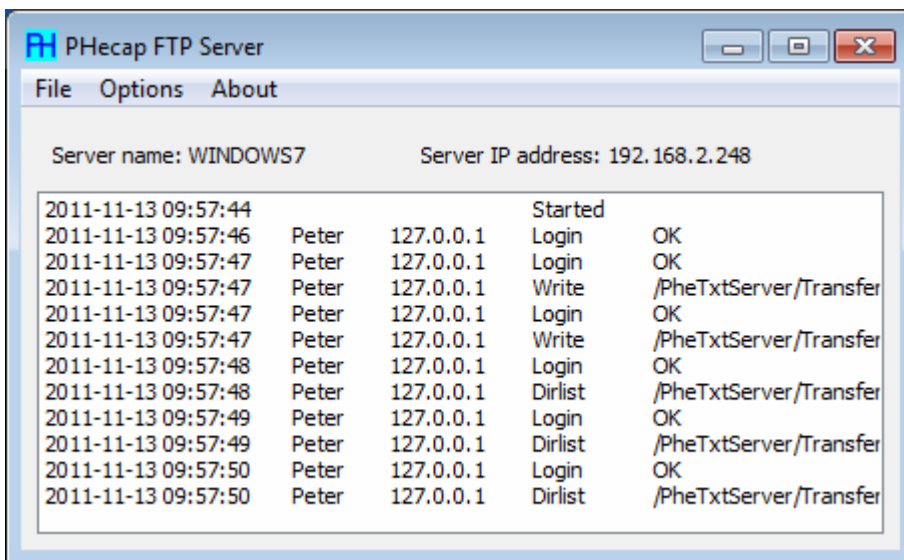 PH PHecap FTP Server
File Options About
Server name: WINDOWS7 Server IP address: 192.168.2.248
2011-11-13 09:57:44 Started
2011-11-13 09:57:46 Peter 127.0.0.1 Login OK
2011-11-13 09:57:47 Peter 127.0.0.1 Login OK
2011-11-13 09:57:47 Peter 127.0.0.1 Write /PheTxtServer/Transfer
2011-11-13 09:57:47 Peter 127.0.0.1 Login OK
2011-11-13 09:57:47 Peter 127.0.0.1 Write /PheTxtServer/Transfer
2011-11-13 09:57:48 Peter 127.0.0.1 Login OK
2011-11-13 09:57:48 Peter 127.0.0.1 Dirlist /PheTxtServer/Transfer
2011-11-13 09:57:49 Peter 127.0.0.1 Login OK
2011-11-13 09:57:49 Peter 127.0.0.1 Dirlist /PheTxtServer/Transfer
2011-11-13 09:57:50 Peter 127.0.0.1 Login OK
2011-11-13 09:57:50 Peter 127.0.0.1 Dirlist /PheTxtServer/Transfer